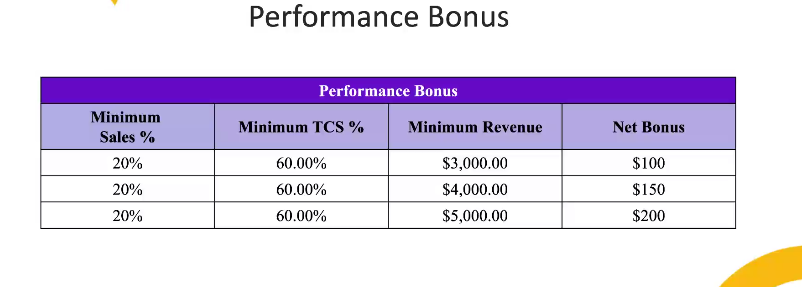 Performance Bonus
Performance Bonus
Minimum Sales % Minimum TCS % Minimum Revenue Net Bonus
20% 60.00% $3,000.00 $100
20% 60.00% $4,000.00 $150
20% 60.00% $5,000.00 $200